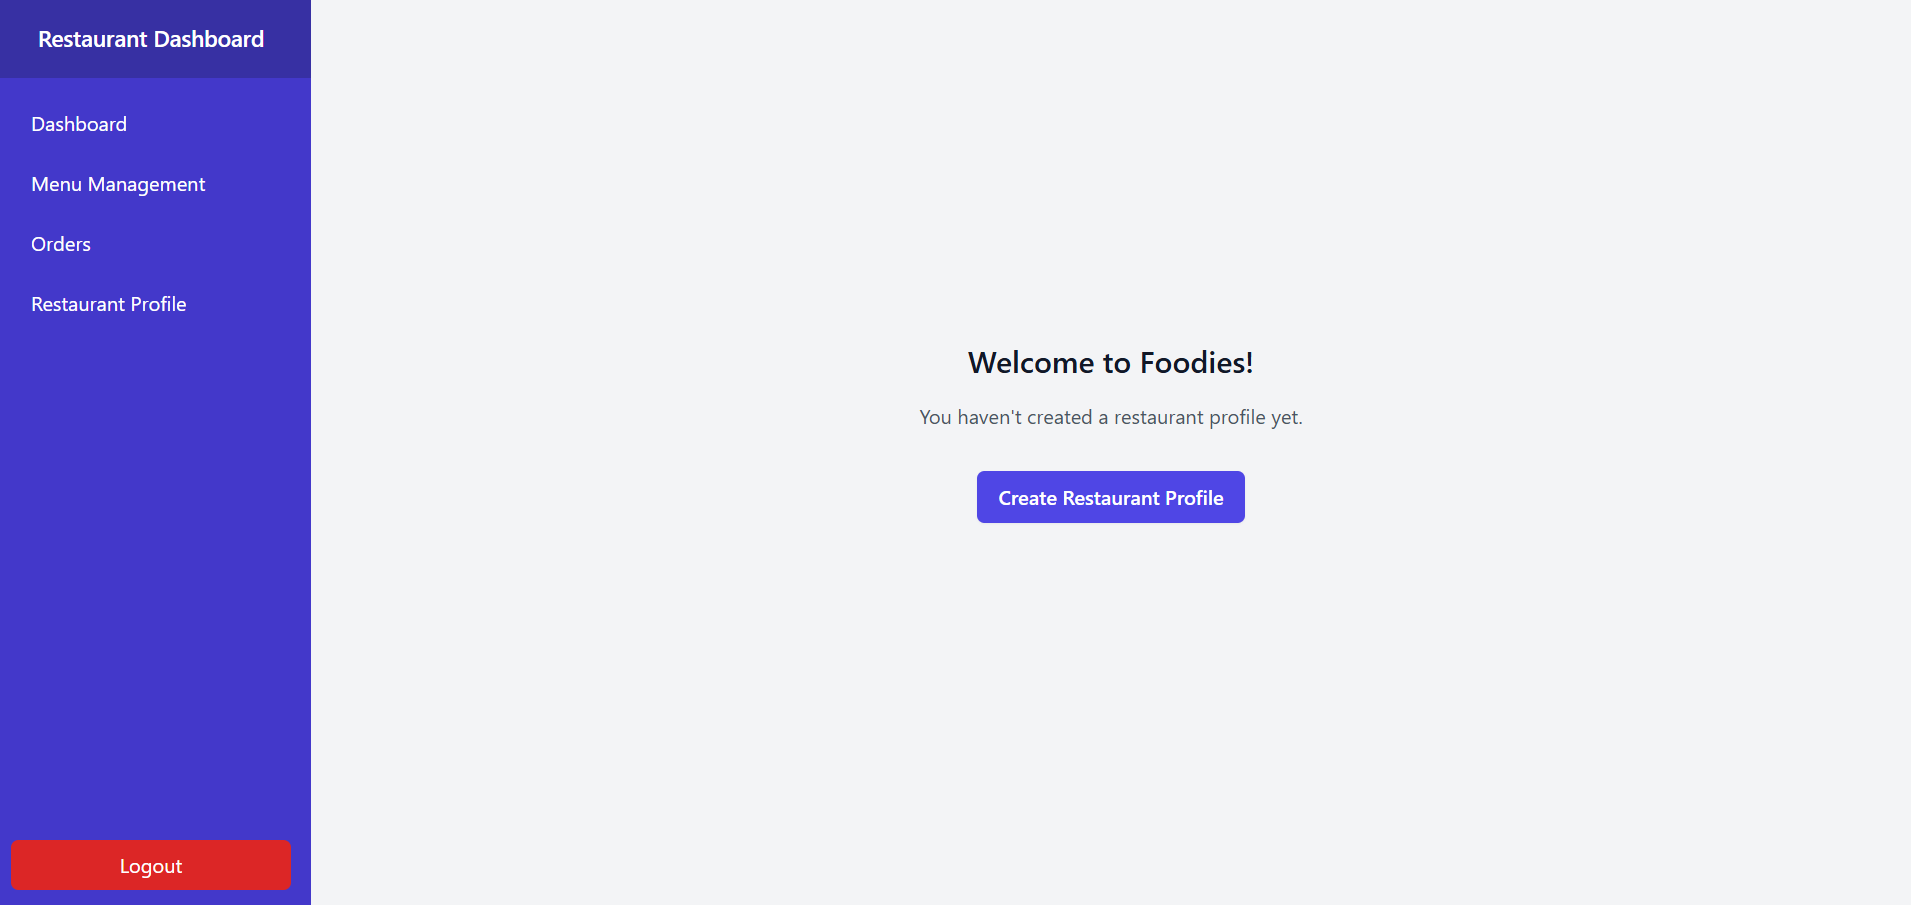 Restaurant Dashboard
Dashboard
Menu Management
Orders
Restaurant Profile
Logout
Welcome to Foodies!
You haven't created a restaurant profile yet.
Create Restaurant Profile